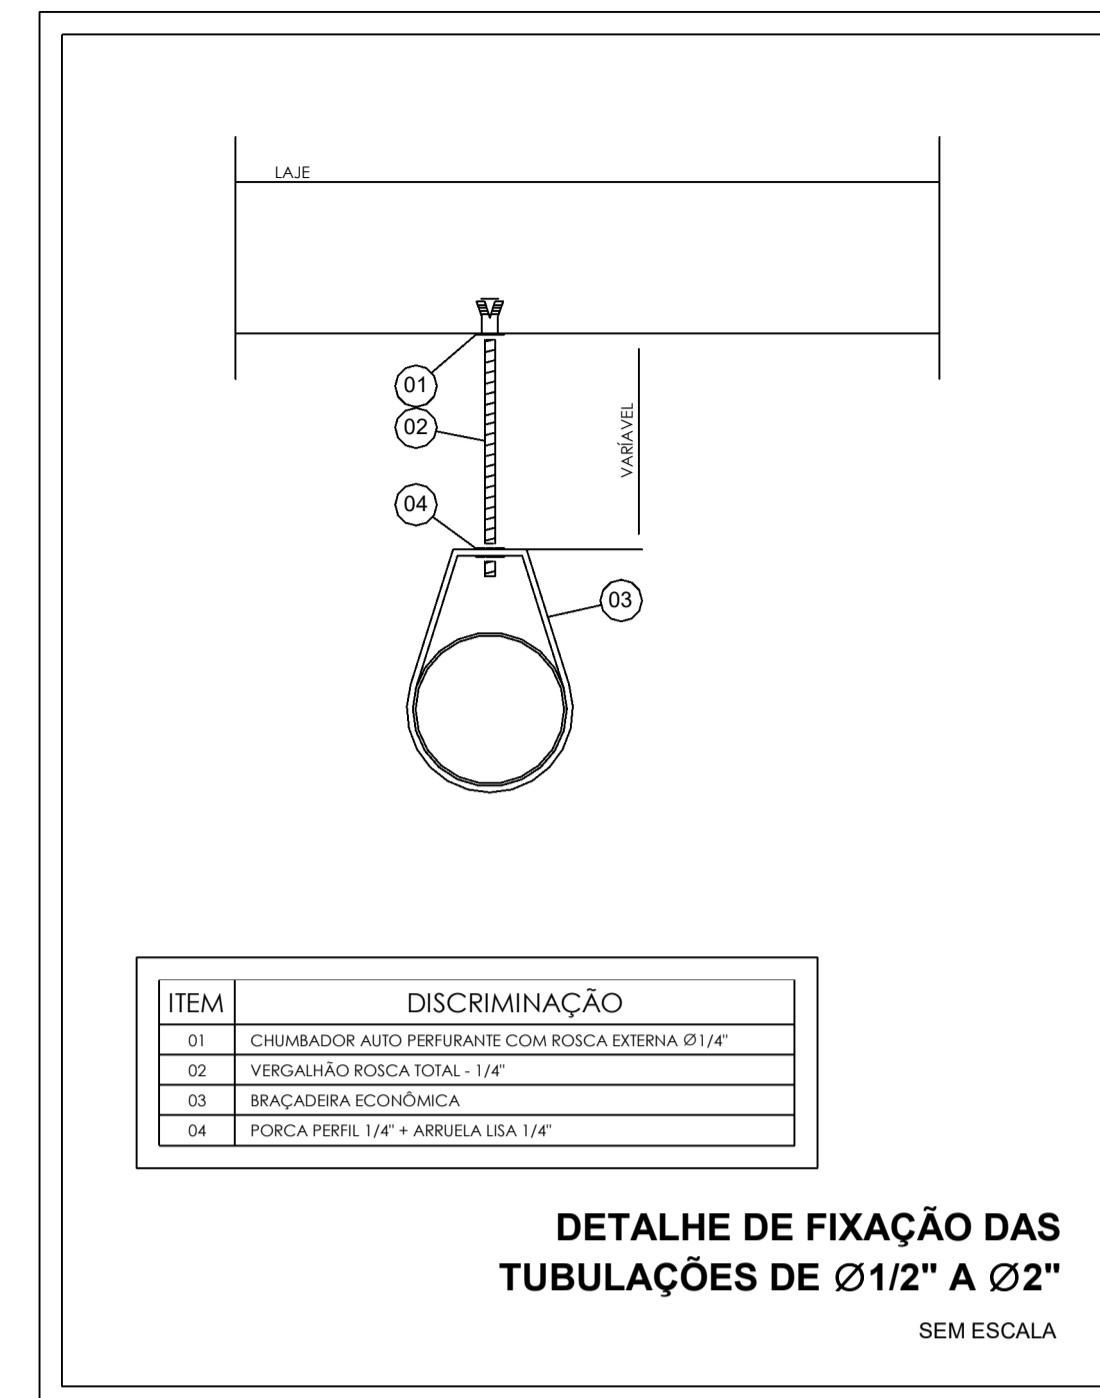 LAJE
01
02
VARÍAVEL
04
03
ITEM DISCRIMINAÇÃO
01 CHUMBADOR AUTO PERFURANTE COM ROSCA EXTERNA Ø1/4"
02 VERGALHÃO ROSCA TOTAL - 1/4"
03 BRAÇADEIRA ECONÔMICA
04 PORCA PERFIL 1/4" + ARRUELA LISA 1/4"
DETALHE DE FIXAÇÃO DAS
TUBULAÇÕES DE Ø1/2" A Ø2"
SEM ESCALA